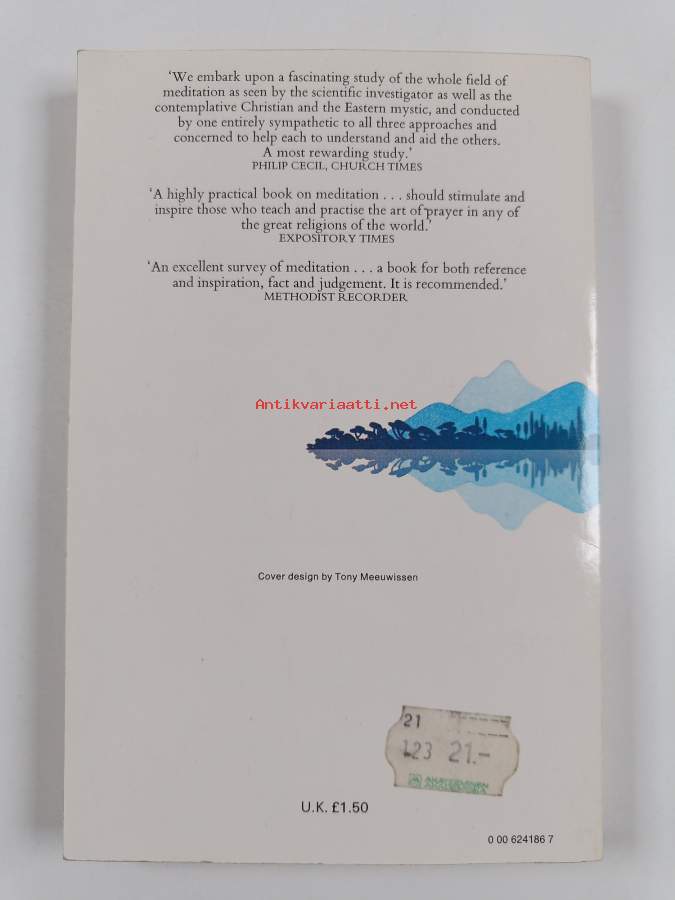 ‘We embark upon a fascinating study of the whole field of
meditation as seen by the scientific investigator as well as the
contemplative Christian and the Eastern mystic, and conducted
by one entirely sympathetic to all three approaches and
concerned to help each to understand and aid the others.
A most rewarding study.’
PHILIP CECIL, CHURCH TIMES
‘A highly practical book on meditation . . . should stimulate and
inspire those who teach and practise the art of prayer in any of
the great religions of the world.’
EXPOSITORY TIMES
‘An excellent survey of meditation . . . a book for both reference
and inspiration, fact and judgement. It is recommended.’
METHODIST RECORDER
Antikvariaatti.net
Cover design by Tony Meeuwissen
21
123 21.-
U.K. £1.50
0 00 624186 7